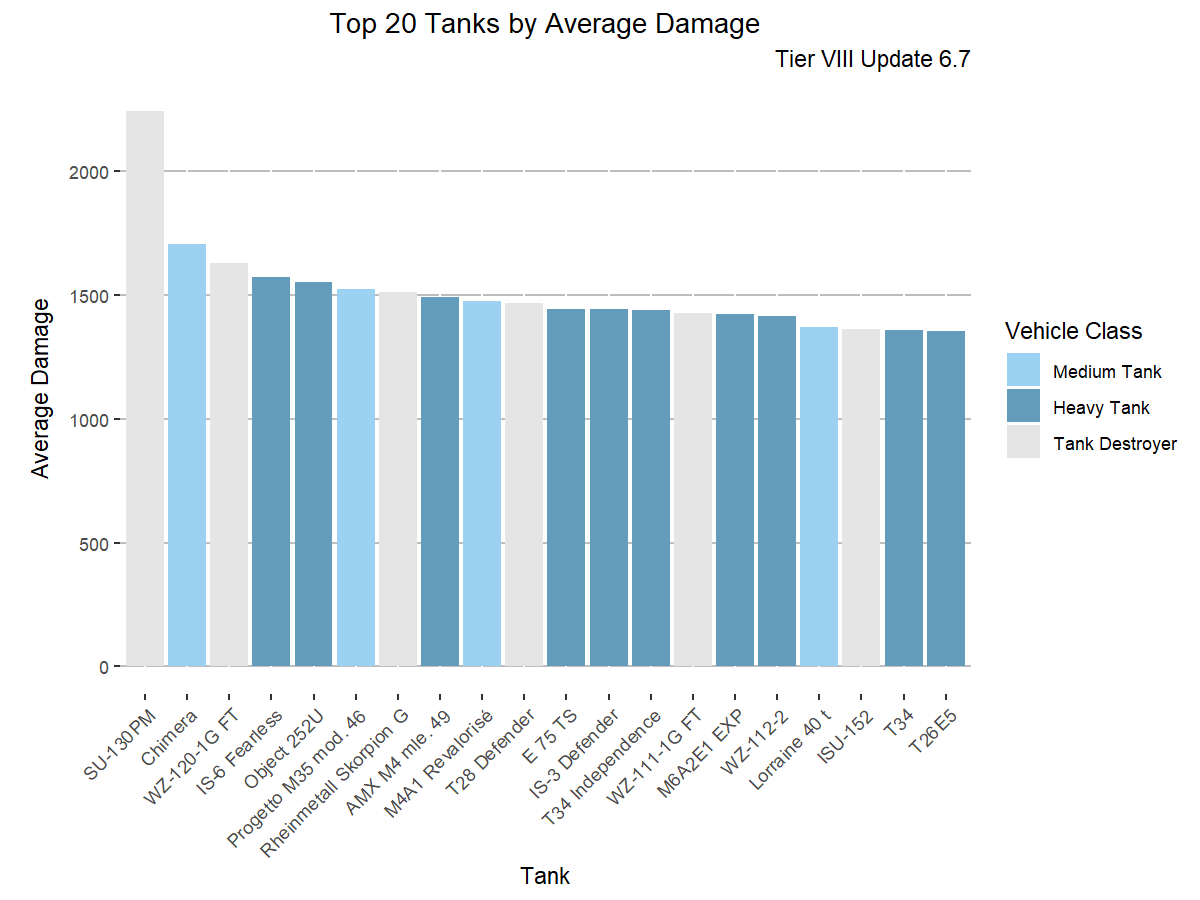 Top 20 Tanks by Average Damage
Tier VIII Update 6.7
Average Damage
2000
1500
1000
500
0
SU-130PM
Chimera
WZ-120-1G FT
IS-6 Fearless
Object 252U
Progetto M35 mod. 46
Rheinmetall Skorpion G
AMX M4 mle. 49
M4A1 Revalorisé
T28 Defender
E 75 TS
IS-3 Defender
T34 Independence
WZ-111-1G FT
M6A2E1 EXP
WZ-112-2
Lorraine 40 t
ISU-152
T34
T26E5
Tank
Vehicle Class
Medium Tank
Heavy Tank
Tank Destroyer